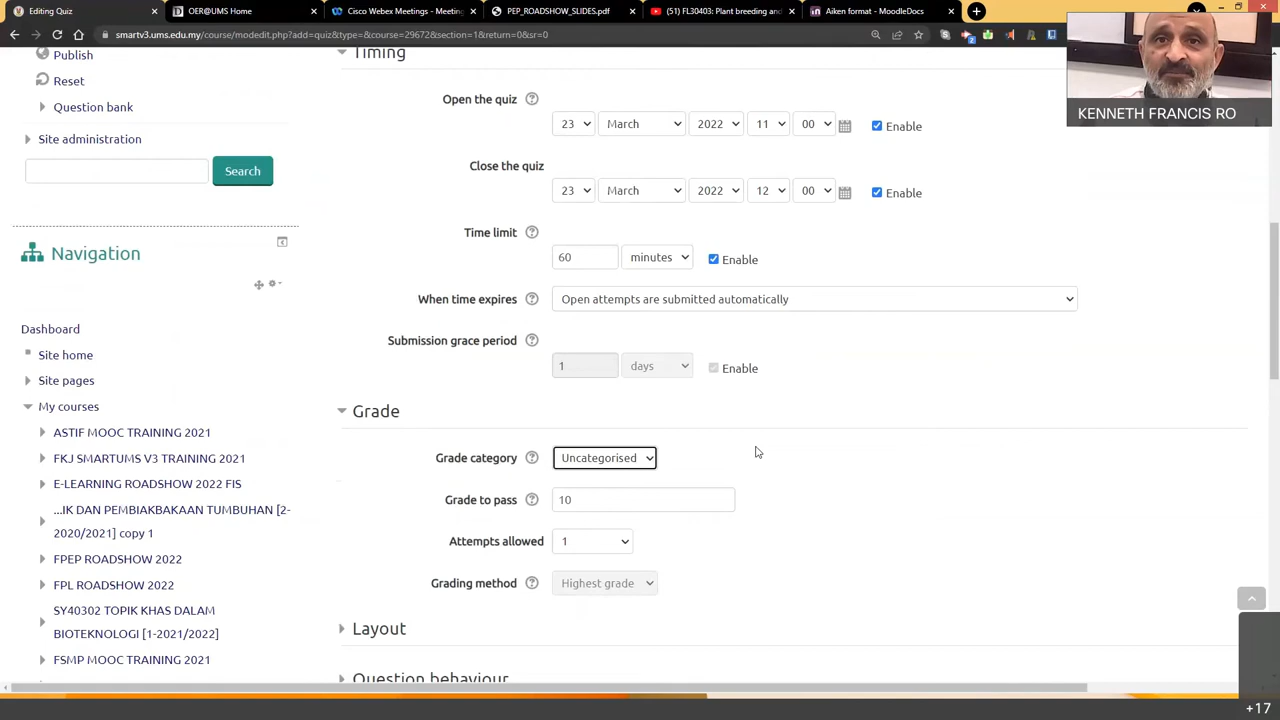 Editing Quiz
OER@UMS Home
Cisco Webex Meetings - Meeting
PEP_ROADSHOW_SLIDES.pdf
(51) FL30403: Plant breeding and
Aiken format - MoodleDocs
smartv3.ums.edu.my/course/modedit.php?add=quiz&type=&course=29672&section=1&return=0&sr=0
KENNETH FRANCIS RO
Publish
Reset
Question bank
Site administration
Search
Navigation
Dashboard
Site home
Site pages
My courses
ASTIF MOOC TRAINING 2021
FKJ SMARTUMS V3 TRAINING 2021
E-LEARNING ROADSHOW 2022 FIS
...IK DAN PEMBIAKBAKAAN TUMBUHAN [2-
2020/2021] copy 1
FPEP ROADSHOW 2022
FPL ROADSHOW 2022
SY40302 TOPIK KHAS DALAM
BIOTEKNOLOGI [1-2021/2022]
FSMP MOOC TRAINING 2021
Timing
Open the quiz 23 March 2022 11 00 Enable
Close the quiz 23 March 2022 12 00 Enable
Time limit 60 minutes Enable
When time expires Open attempts are submitted automatically
Submission grace period 1 days Enable
Grade
Grade category Uncategorised
Grade to pass 10
Attempts allowed 1
Grading method Highest grade
Layout
Question behaviour
+17